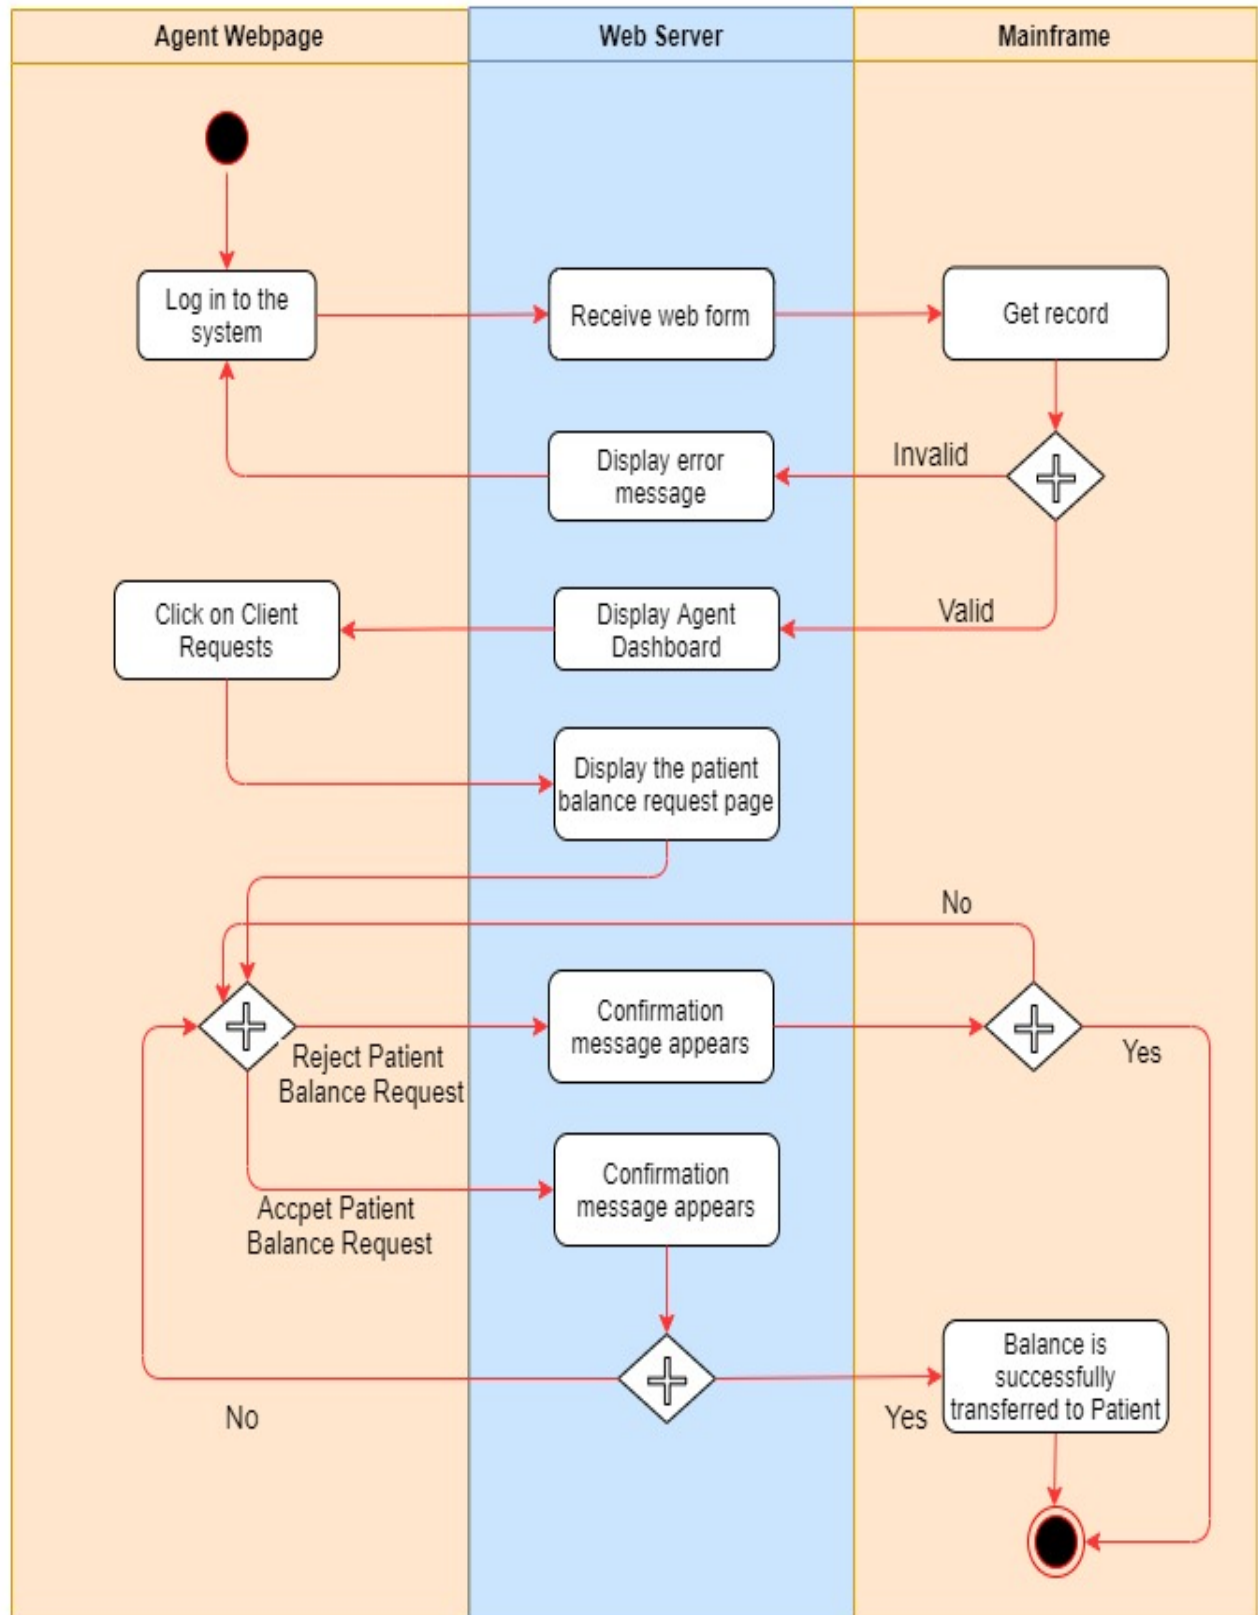 Agent Webpage
Web Server
Mainframe
Log in to the
system
Receive web form
Get record
Invalid
Display error
message
Click on Client
Requests
Display Agent
Dashboard
Valid
Display the patient
balance request page
No
Confirmation
message appears
Reject Patient
Balance Request
Yes
Confirmation
message appears
Accpet Patient
Balance Request
Balance is
successfully
transferred to Patient
No
Yes